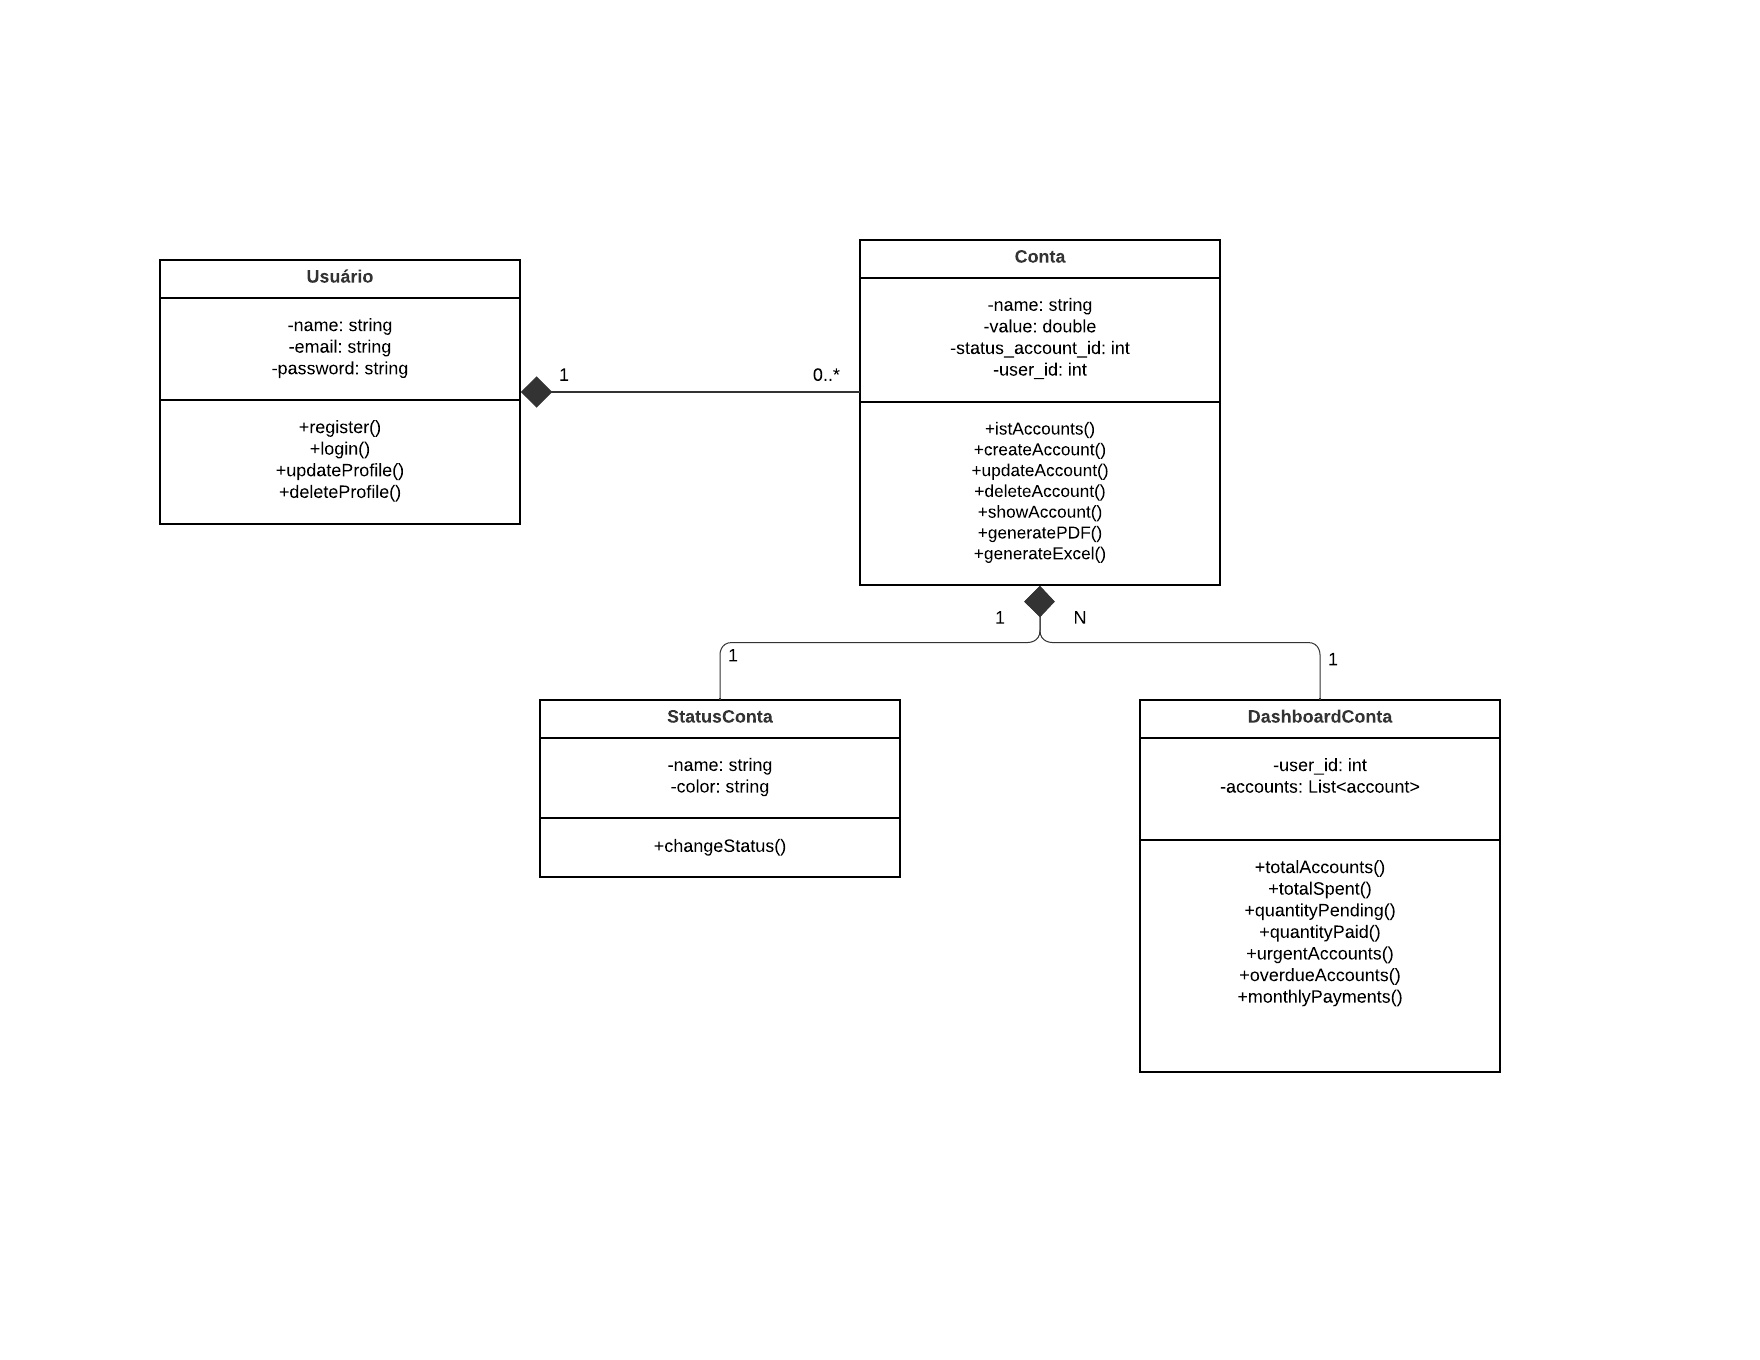 Usuário
-name: string
-email: string
-password: string
+register()
+login()
+updateProfile()
+deleteProfile()
1
0..*
Conta
-name: string
-value: double
-status_account_id: int
-user_id: int
+istAccounts()
+createAccount()
+updateAccount()
+deleteAccount()
+showAccount()
+generatePDF()
+generateExcel()
1
N
1
1
StatusConta
-name: string
-color: string
+changeStatus()
DashboardConta
-user_id: int
-accounts: List<account>
+totalAccounts()
+totalSpent()
+quantityPending()
+quantityPaid()
+urgentAccounts()
+overdueAccounts()
+monthlyPayments()